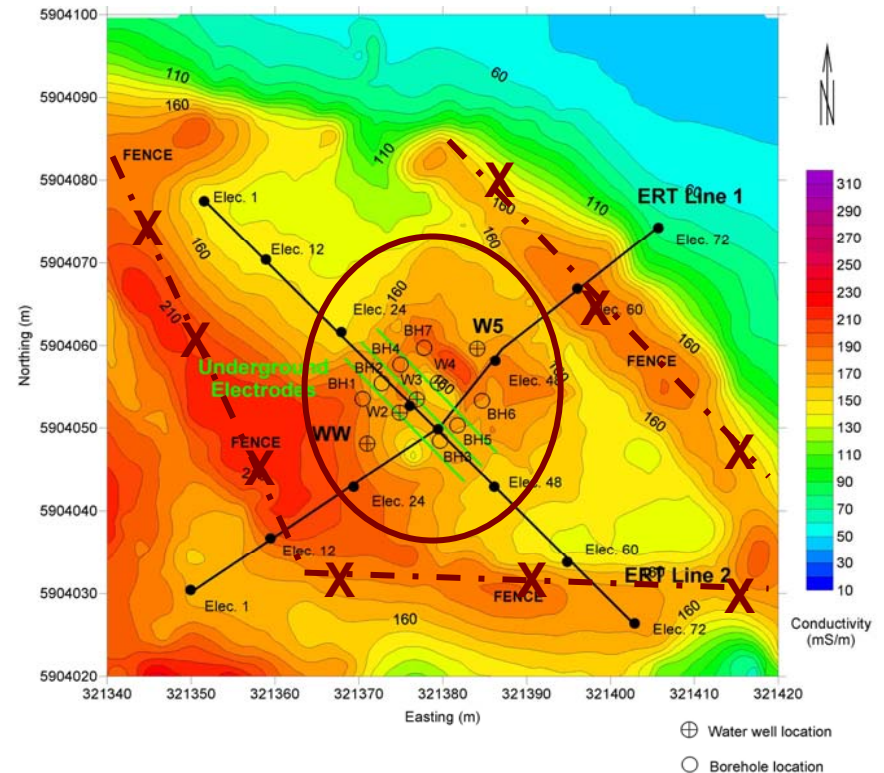 5904100
5904090
5904080
5904070
5904060
5904050
5904040
5904030
5904020
Northing (m)
321340
321350
321360
321370
321380
321390
321400
321410
321420
Easting (m)
110
160
60
110
FENCE
160
60
110
ERT Line 1
Elec. 1
Elec. 72
160
160
Elec. 12
210
Elec. 24
160
Elec. 60
BH7
W5
160
Underground
Electrodes
BH4
W4
FENCE
BH2
W3
160
Elec. 48
BH1
W2
BH6
160
WW
BH5
FENCE
BH3
Elec. 24
Elec. 48
Elec. 12
Elec. 60
ERT Line 2
Elec. 1
FENCE
160
160
Elec. 72
X
X
X
X
X
X
X
X
X
N
310
290
270
250
230
210
190
170
150
130
110
90
70
50
30
10
Conductivity
(mS/m)
Water well location
Borehole location